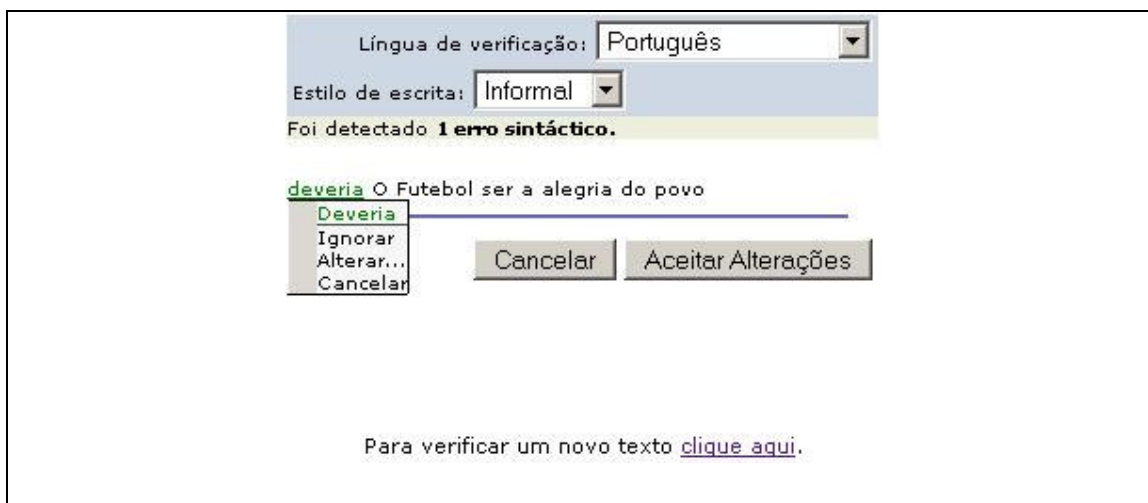 Língua de verificação: Português
Estilo de escrita: Informal
Foi detectado 1 erro sintáctico.
deveria O Futebol ser a alegria do povo
Deveria
Ignorar
Alterar...
Cancelar
Cancelar Aceitar Alterações
Para verificar um novo texto clique aqui.